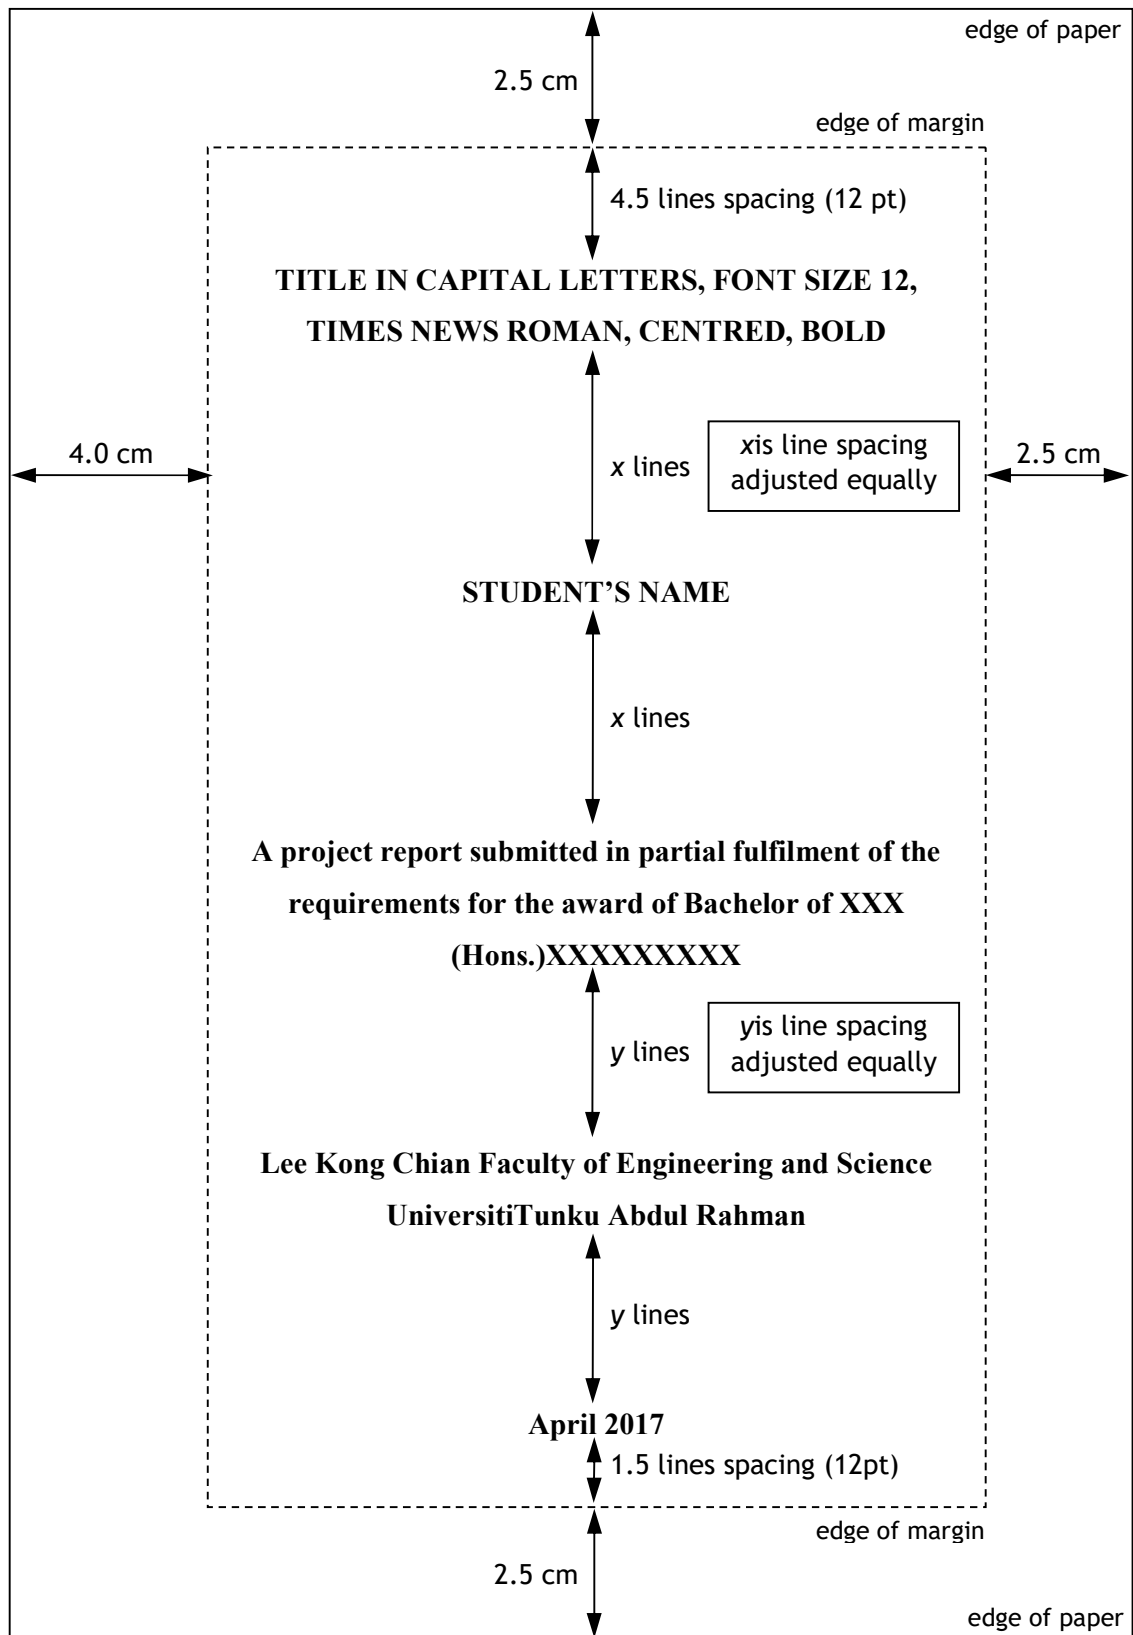 edge of paper
2.5 cm
edge of margin
4.5 lines spacing (12 pt)
TITLE IN CAPITAL LETTERS, FONT SIZE 12,
TIMES NEWS ROMAN, CENTRED, BOLD
4.0 cm
x lines
xis line spacing
adjusted equally
2.5 cm
STUDENT’S NAME
x lines
A project report submitted in partial fulfilment of the
requirements for the award of Bachelor of XXX
(Hons.)XXXXXXXXX
y lines
yis line spacing
adjusted equally
Lee Kong Chian Faculty of Engineering and Science
UniversitiTunku Abdul Rahman
y lines
April 2017
1.5 lines spacing (12pt)
edge of margin
2.5 cm
edge of paper